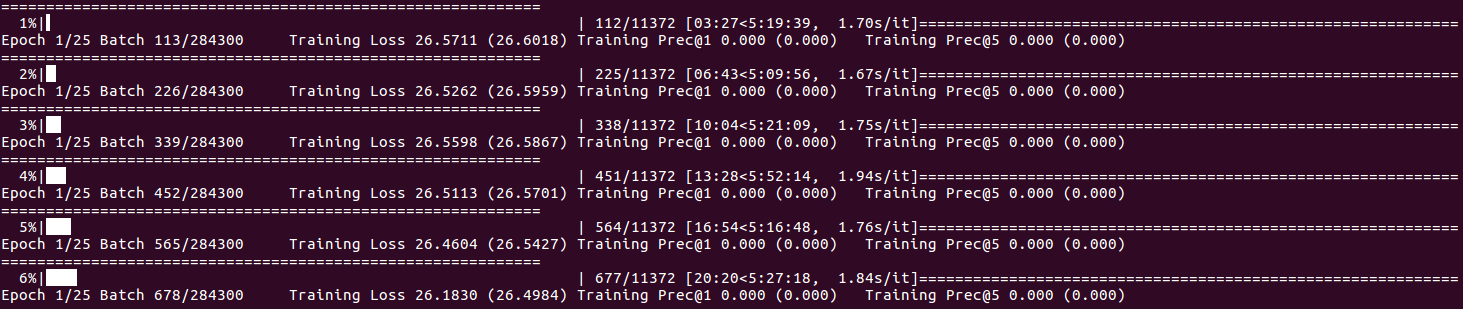 ============================================================
1%| | 112/11372 [03:27<5:19:39, 1.70s/it]============================================================
Epoch 1/25 Batch 113/284300 Training Loss 26.5711 (26.6018) Training Prec@1 0.000 (0.000) Training Prec@5 0.000 (0.000)
============================================================
2%| | 225/11372 [06:43<5:09:56, 1.67s/it]============================================================
Epoch 1/25 Batch 226/284300 Training Loss 26.5262 (26.5959) Training Prec@1 0.000 (0.000) Training Prec@5 0.000 (0.000)
============================================================
3%| | 338/11372 [10:04<5:21:09, 1.75s/it]============================================================
Epoch 1/25 Batch 339/284300 Training Loss 26.5598 (26.5867) Training Prec@1 0.000 (0.000) Training Prec@5 0.000 (0.000)
============================================================
4%| | 451/11372 [13:28<5:52:14, 1.94s/it]============================================================
Epoch 1/25 Batch 452/284300 Training Loss 26.5113 (26.5701) Training Prec@1 0.000 (0.000) Training Prec@5 0.000 (0.000)
============================================================
5%| | 564/11372 [16:54<5:16:48, 1.76s/it]============================================================
Epoch 1/25 Batch 565/284300 Training Loss 26.4604 (26.5427) Training Prec@1 0.000 (0.000) Training Prec@5 0.000 (0.000)
============================================================
6%| | 677/11372 [20:20<5:27:18, 1.84s/it]============================================================
Epoch 1/25 Batch 678/284300 Training Loss 26.1830 (26.4984) Training Prec@1 0.000 (0.000) Training Prec@5 0.000 (0.000)